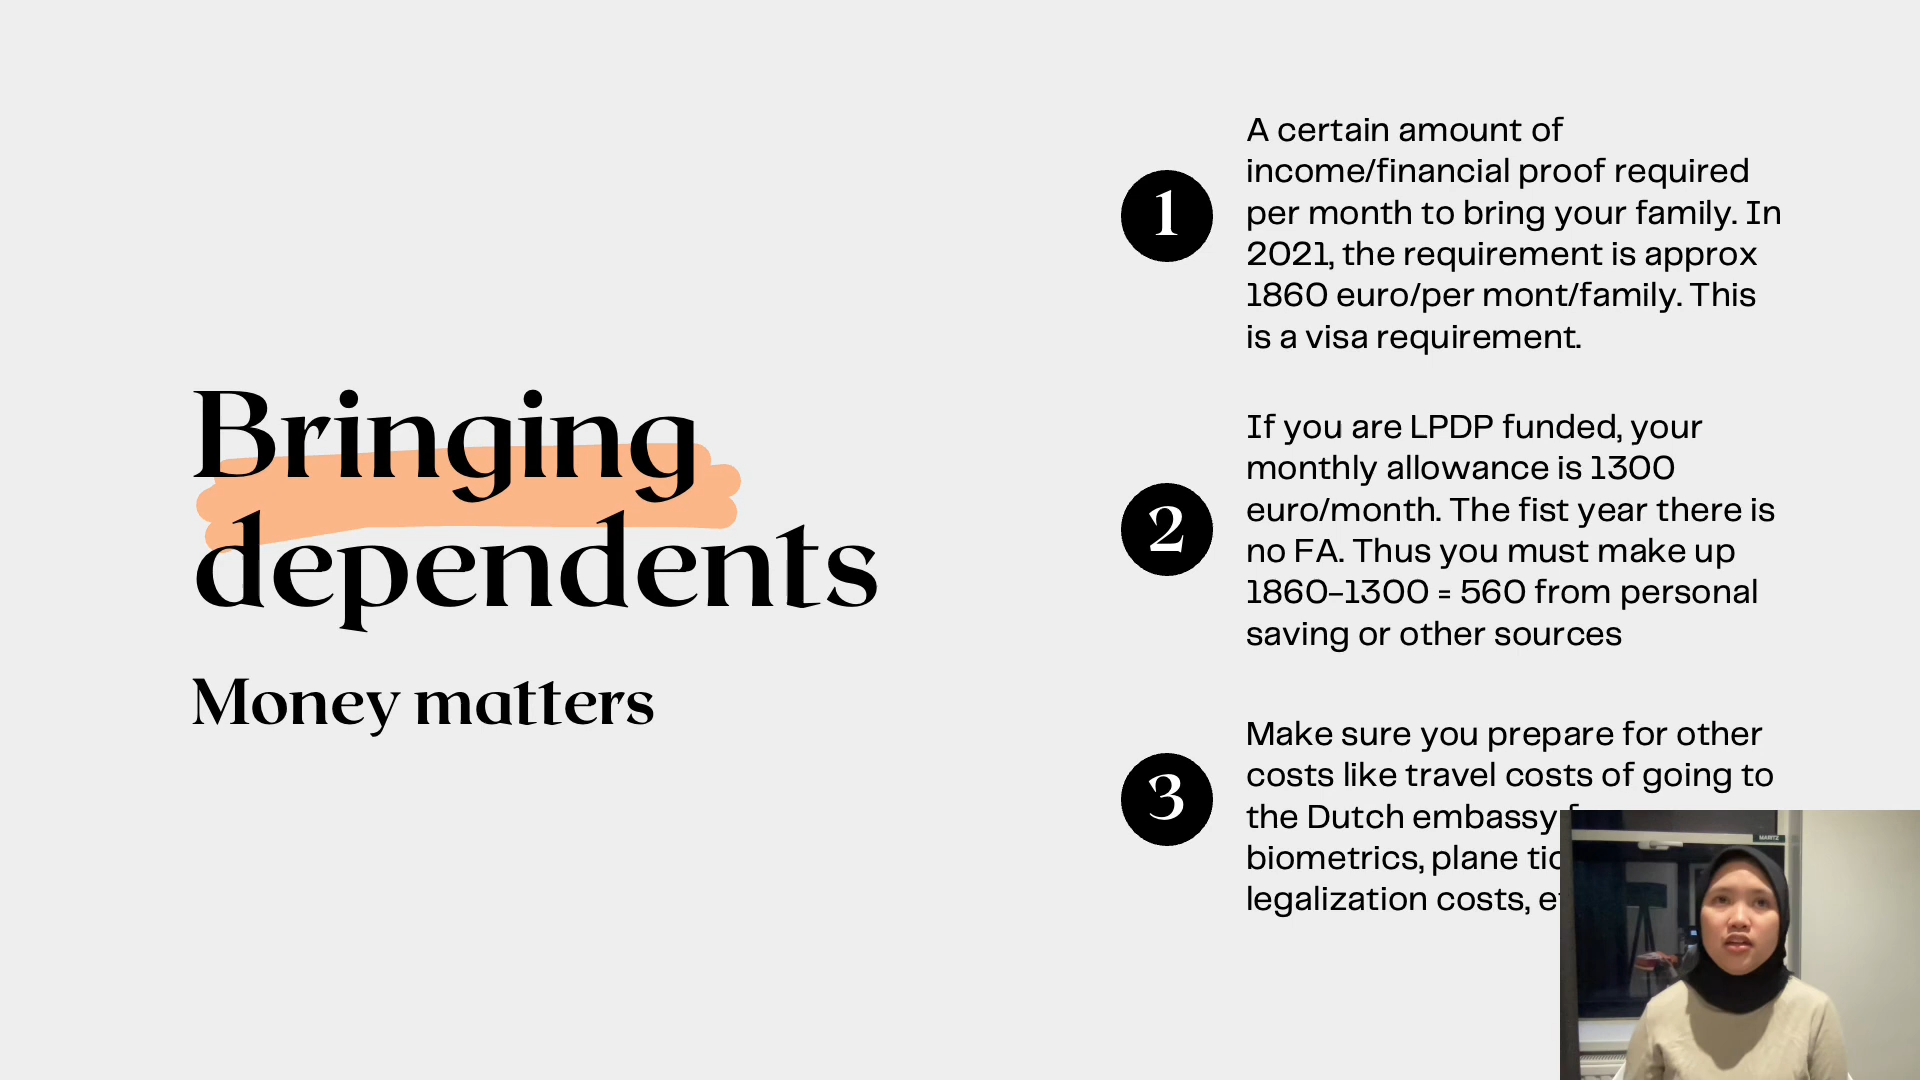 Bringing
dependents
Money matters
1
A certain amount of
income/financial proof required
per month to bring your family. In
2021, the requirement is approx
1860 euro/per mont/family. This
is a visa requirement.
2
If you are LPDP funded, your
monthly allowance is 1300
euro/month. The fist year there is
no FA. Thus you must make up
1860-1300 = 560 from personal
saving or other sources
3
Make sure you prepare for other
costs like travel costs of going to
the Dutch embassy
biometrics, plane
legalization costs,